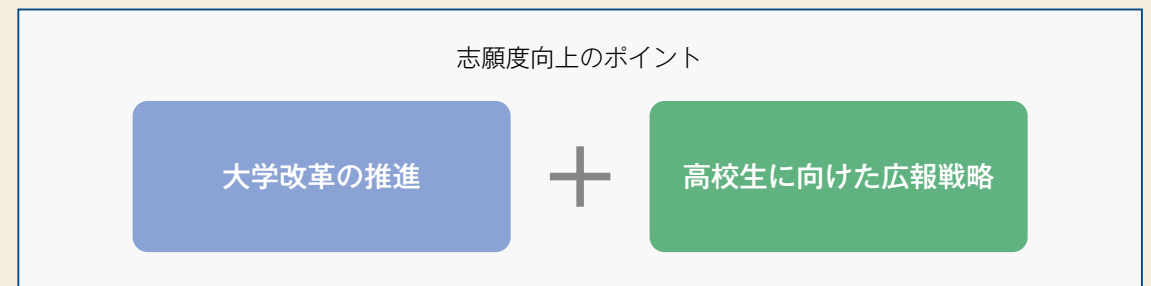 志願度向上のポイント
大学改革の推進
＋
高校生に向けた広報戦略